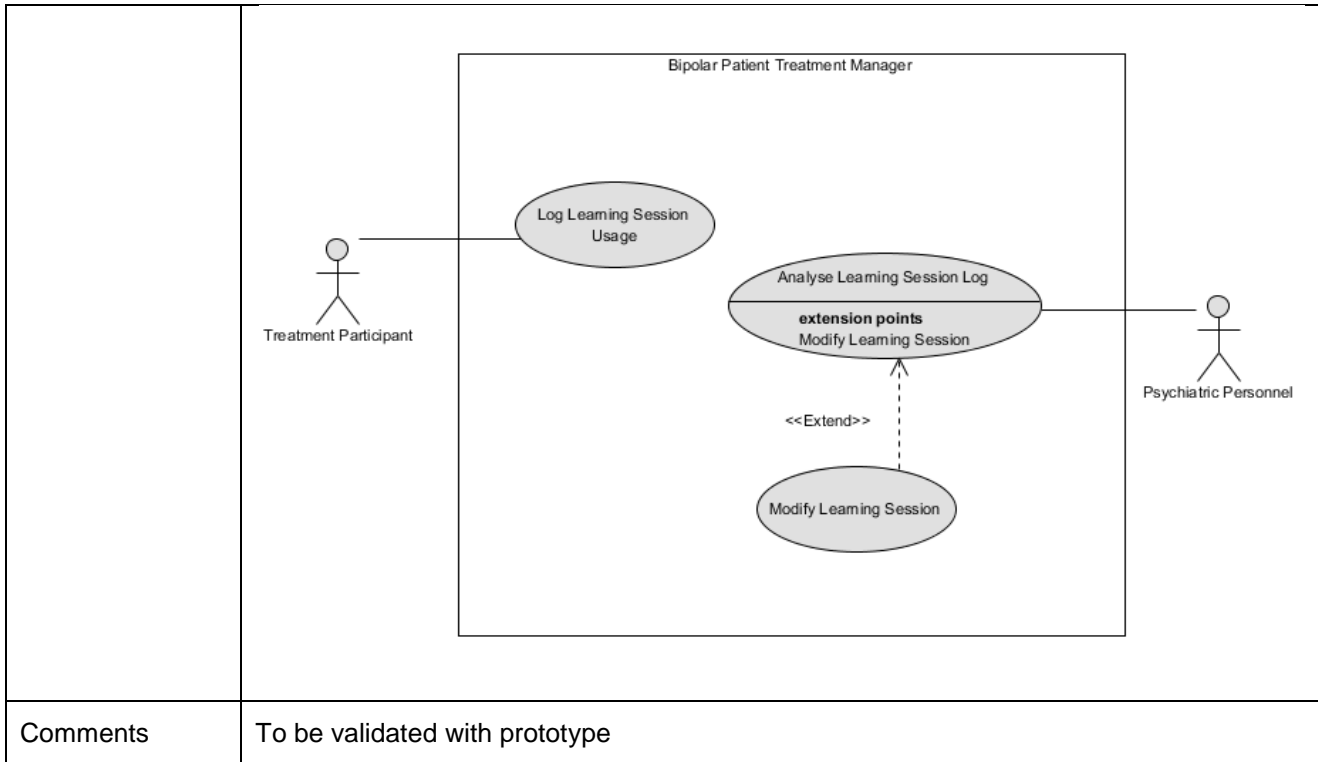 Bipolar Patient Treatment Manager
Log Learning Session
Usage
Treatment Participant
Analyse Learning Session Log
extension points
Modify Learning Session
Psychiatric Personnel
<<Extend>>
Modify Learning Session
Comments
To be validated with prototype